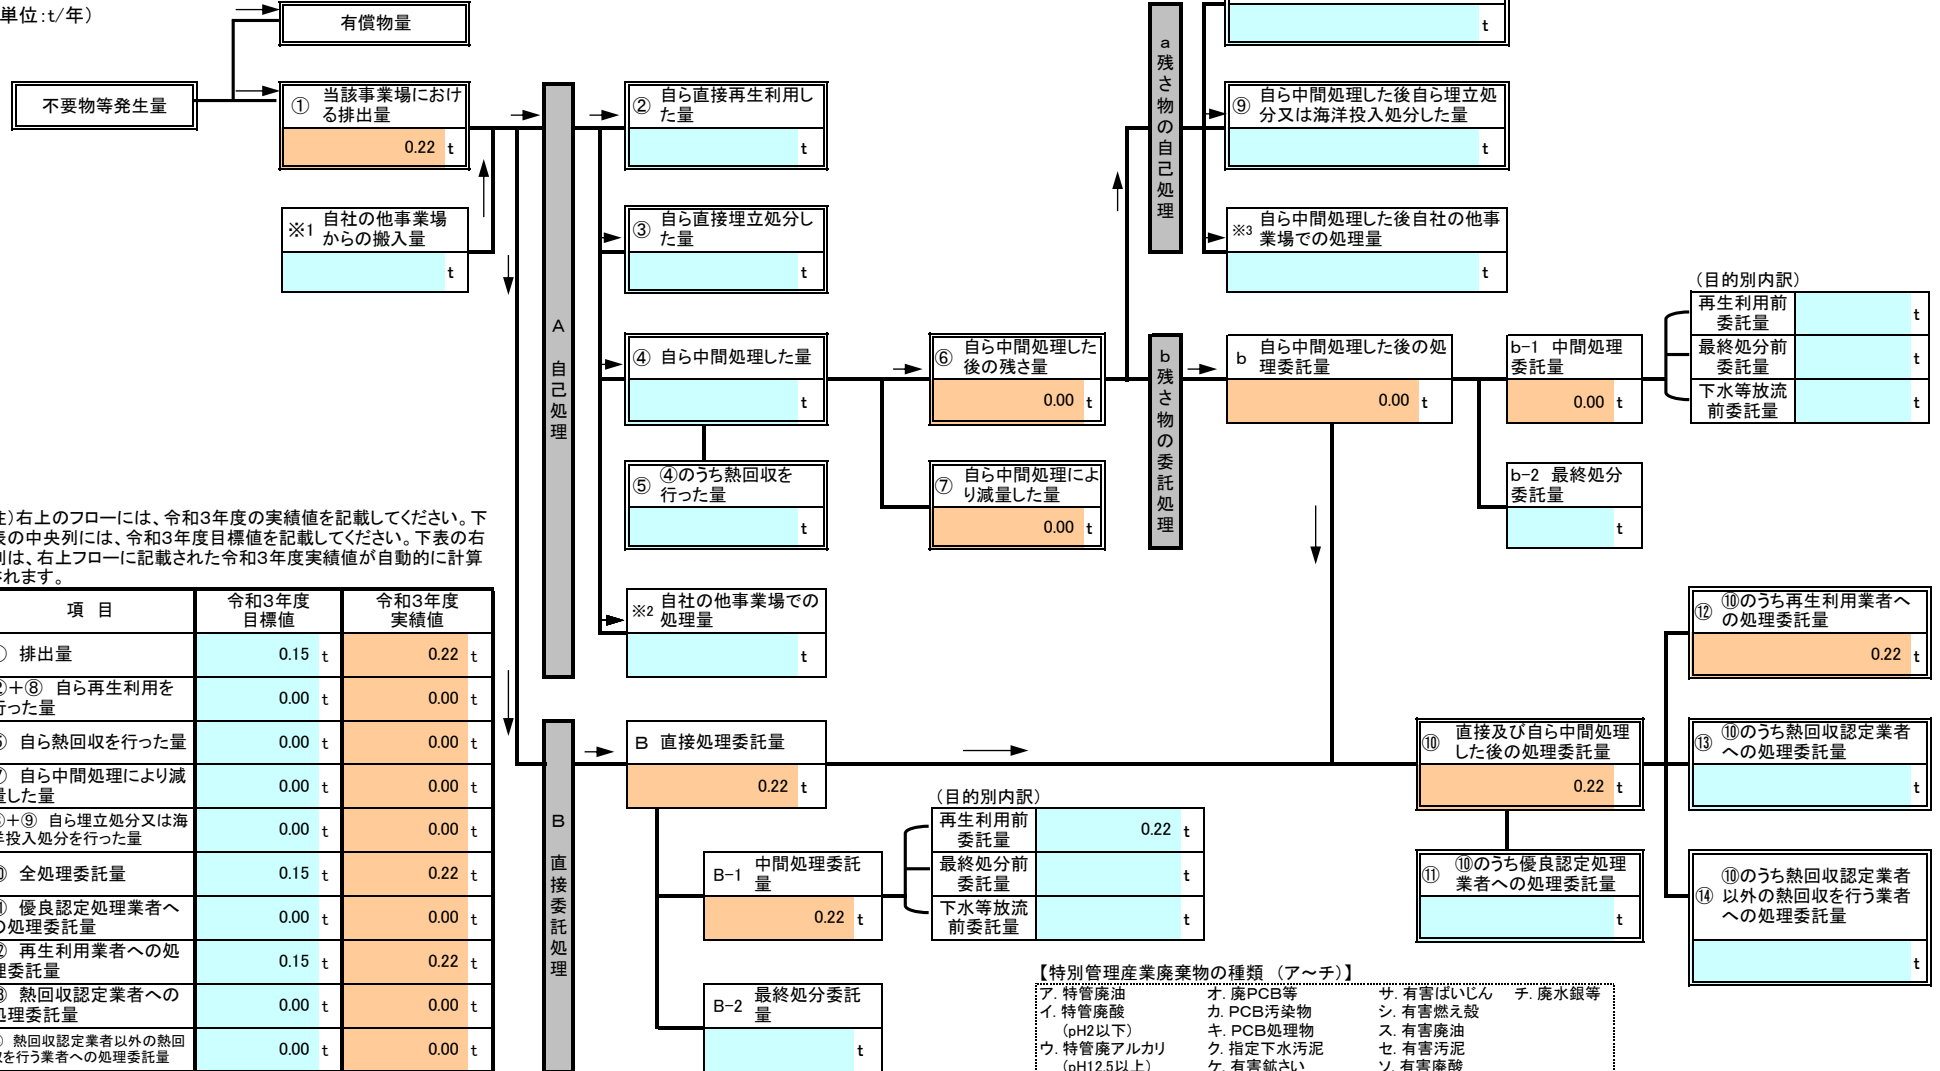 単位:t/年）
有償物量
不要物等発生量
① 当該事業場におけ
る排出量
0.22 t
※1 自社の他事業場
からの搬入量
t
A
自
己
処
理
② 自ら直接再生利用し
た量
t
③ 自ら直接埋立処分し
た量
t
④ 自ら中間処理した量
t
⑤ ④のうち熱回収を
行った量
t
※2 自社の他事業場での
処理量
t
⑥ 自ら中間処理した
後の残さ量
0.00 t
⑦ 自ら中間処理によ
り減量した量
0.00 t
a
残
さ
物
の
自
己
処
理
t
⑨ 自ら中間処理した後自ら埋立処
分又は海洋投入処分した量
t
※3 自ら中間処理した後自社の他事
業場での処理量
t
b
残
さ
物
の
委
託
処
理
b 自ら中間処理した後の処
理委託量
0.00 t
b-1 中間処理
委託量
0.00 t
b-2 最終処分
委託量
t
（目的別内訳）
再生利用前
委託量
t
最終処分前
委託量
t
下水等放流
前委託量
t
)右上のフローには、令和3年度の実績値を記載してください。下
の中央列には、令和3年度目標値を記載してください。下表の右
は、右上フローに記載された令和3年度実績値が自動的に計算
れます。
項 目 令和3年度
目標値 令和3年度
実績値
排出量 0.15 t 0.22 t
+⑧ 自ら再生利用を
った量 0.00 t 0.00 t
自ら熱回収を行った量 0.00 t 0.00 t
自ら中間処理により減
した量 0.00 t 0.00 t
+⑨ 自ら埋立処分又は海
投入処分を行った量 0.00 t 0.00 t
全処理委託量 0.15 t 0.22 t
優良認定処理業者へ
処理委託量 0.00 t 0.00 t
再生利用業者への処
委託量 0.15 t 0.22 t
熱回収認定業者への
処理委託量 0.00 t 0.00 t
熱回収認定業者以外の熱回
を行う業者への処理委託量 0.00 t 0.00 t
B
直
接
委
託
処
理
B 直接処理委託量
0.22 t
B-1 中間処理委託
量
0.22 t
B-2 最終処分委託
量
t
（目的別内訳）
再生利用前
委託量
0.22 t
最終処分前
委託量
t
下水等放流
前委託量
t
⑩ 直接及び自ら中間処理
した後の処理委託量
0.22 t
⑪ ⑩のうち優良認定処理
業者への処理委託量
t
⑫ ⑩のうち再生利用業者へ
の処理委託量
0.22 t
⑬ ⑩のうち熱回収認定業者
への処理委託量
t
⑭ ⑩のうち熱回収認定業者
以外の熱回収を行う業者
への処理委託量
t
【特別管理産業廃棄物の種類 （ア～チ）】
ア. 特管廃油 オ. 廃PCB等 サ. 有害ばいじん チ. 廃水銀等
イ. 特管廃酸 カ. PCB汚染物 シ. 有害燃え殻
（pH2以下） キ. PCB処理物 ス. 有害廃油
ウ. 特管廃アルカリ ク. 指定下水汚泥 セ. 有害汚泥
（pH12.5以上） ケ. 有害鉱さい ソ. 有害廃酸